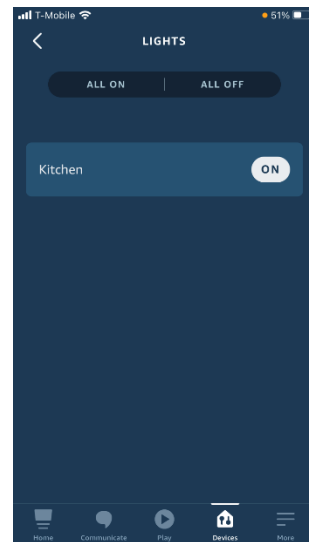 T-Mobile 51%
LIGHTS
ALL ON ALL OFF
Kitchen ON
Home Communicate Play Devices More